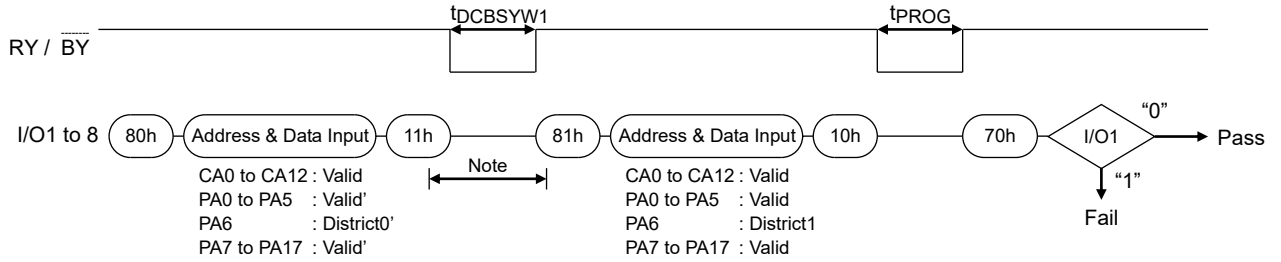 tDCBSYW1
tPROG
RY / BY
I/O1 to 8
80h
Address & Data Input
11h
81h
Address & Data Input
10h
70h
I/O1
“0”
Pass
“1”
Fail
Note
CA0 to CA12 : Valid
PA0 to PA5 : Valid’
PA6 : District0’
PA7 to PA17 : Valid’
CA0 to CA12 : Valid
PA0 to PA5 : Valid
PA6 : District1
PA7 to PA17 : Valid